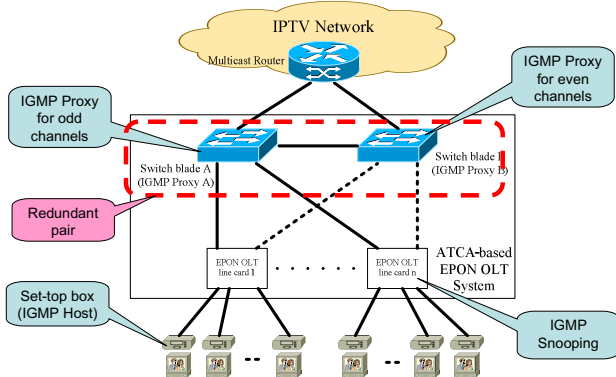 IPTV Network
Multicast Router
IGMP Proxy
for even
channels
IGMP Proxy
for odd
channels
Switch blade A
(IGMP Proxy A)
Switch blade
(IGMP Proxy B)
Redundant
pair
EPON OLT
line card 1
. . . . . .
EPON OLT
line card n
ATCA-based
EPON OLT
System
Set-top box
(IGMP Host)
IGMP
Snooping